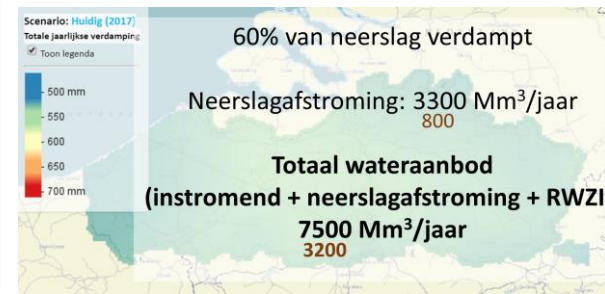 Scenario: Huidig (2017)
Totale jaarlijkse verdamping
Toon legenda
500 mm
550
600
650
700 mm
60% van neerslag verdampt
Neerslagafstroming: 3300 Mm³/jaar
800
Totaal wateraanbod
(instromend + neerslagafstroming + RWZI
7500 Mm³/jaar
3200